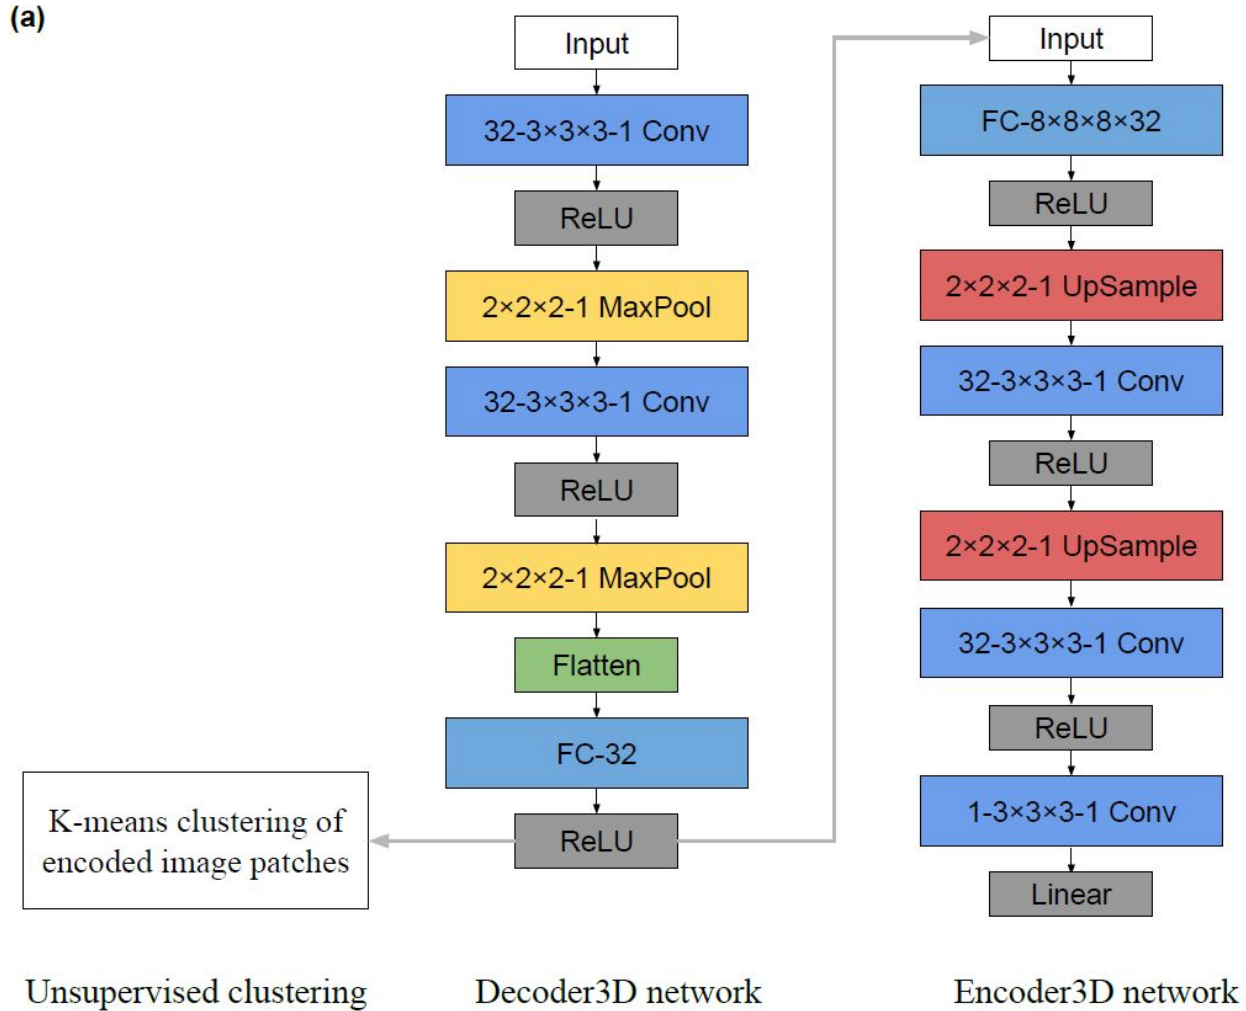 (a)
Input
32-3×3×3-1 Conv
ReLU
2×2×2-1 MaxPool
32-3×3×3-1 Conv
ReLU
2×2×2-1 MaxPool
Flatten
FC-32
ReLU
K-means clustering of
encoded image patches
Input
FC-8×8×8×32
ReLU
2×2×2-1 UpSample
32-3×3×3-1 Conv
ReLU
2×2×2-1 UpSample
32-3×3×3-1 Conv
ReLU
1-3×3×3-1 Conv
Linear
Unsupervised clustering
Decoder3D network
Encoder3D network